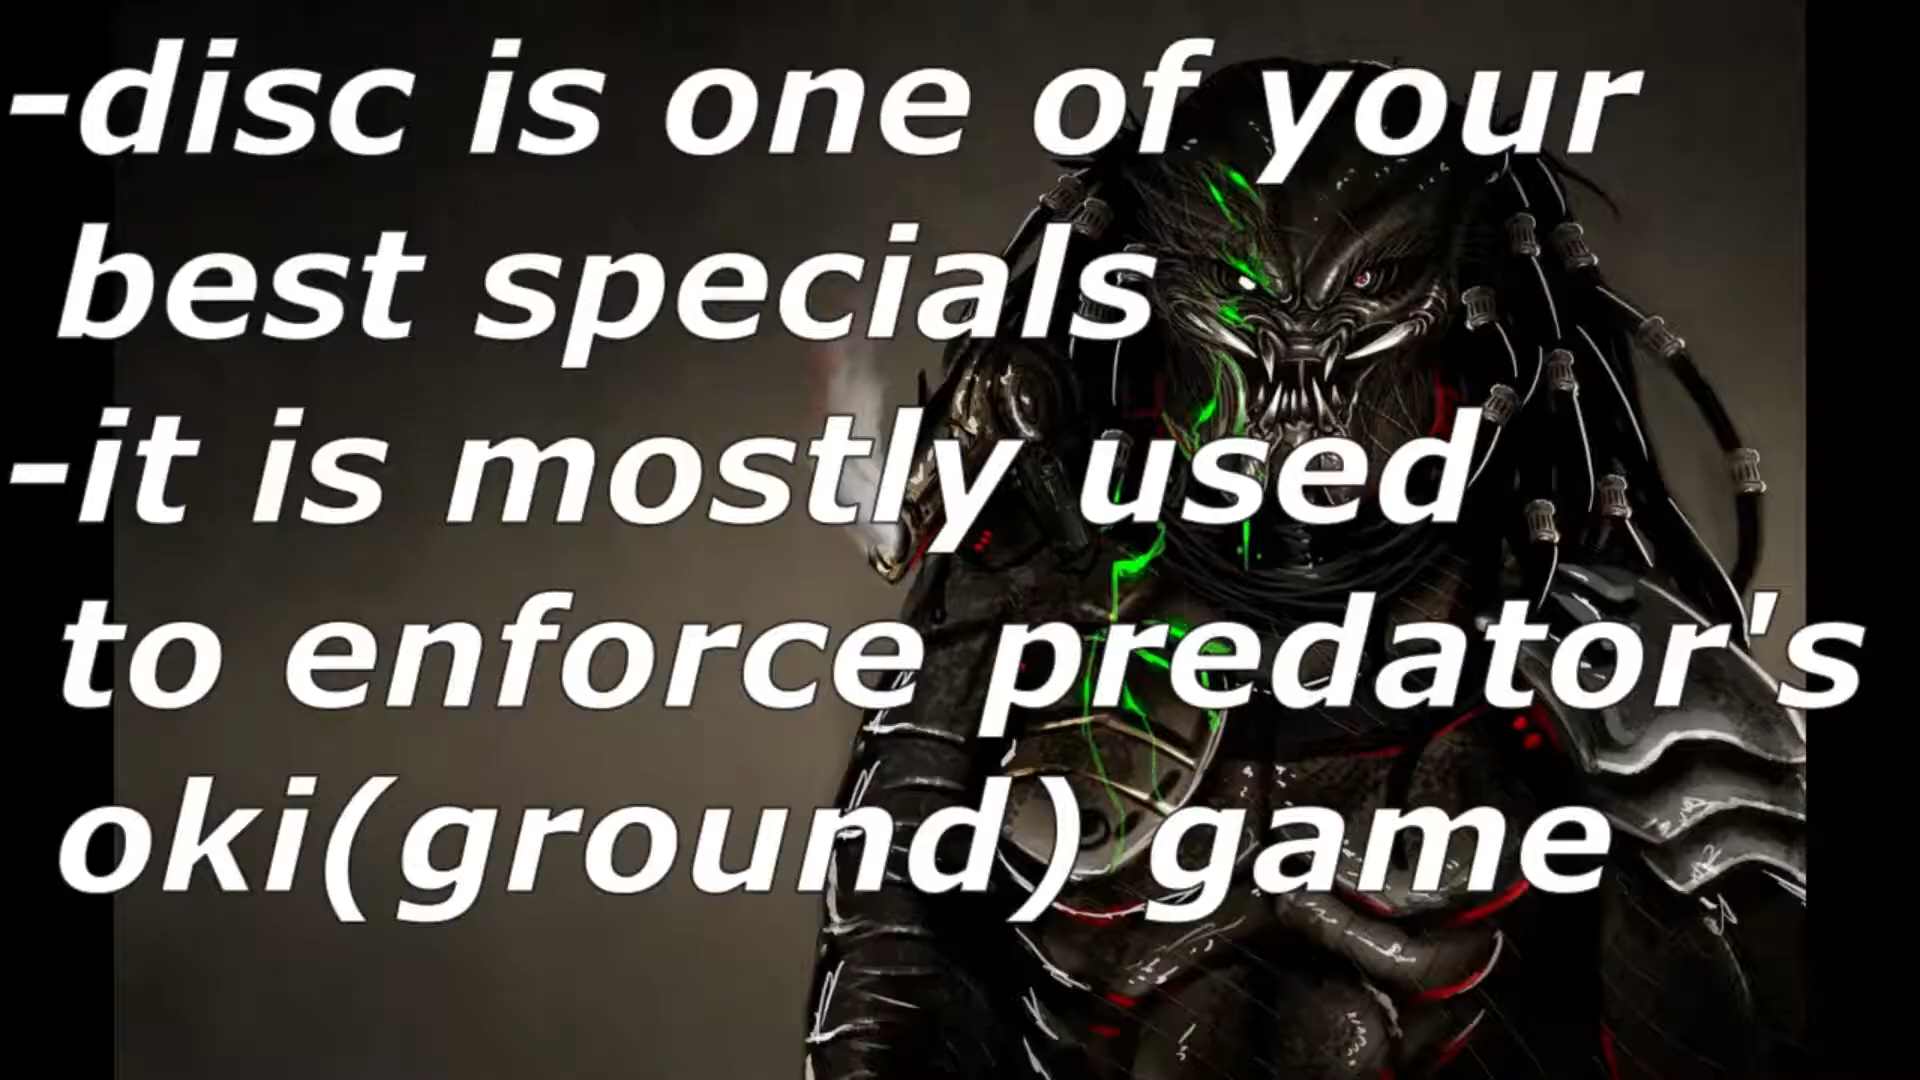 -disc is one of your
best specials
-it is mostly used
to enforce predator's
oki(ground) game